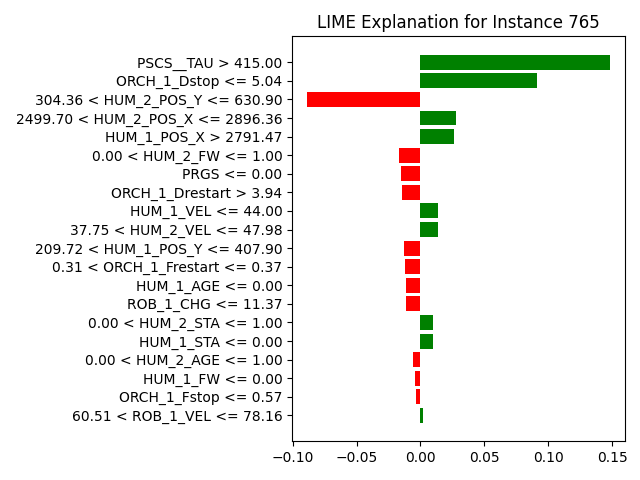 LIME Explanation for Instance 765
PSCS__TAU > 415.00
ORCH_1_Dstop <= 5.04
304.36 < HUM_2_POS_Y <= 630.90
2499.70 < HUM_2_POS_X <= 2896.36
HUM_1_POS_X > 2791.47
0.00 < HUM_2_FW <= 1.00
PRGS <= 0.00
ORCH_1_Drestart > 3.94
HUM_1_VEL <= 44.00
37.75 < HUM_2_VEL <= 47.98
209.72 < HUM_1_POS_Y <= 407.90
0.31 < ORCH_1_Frestart <= 0.37
HUM_1_AGE <= 0.00
ROB_1_CHG <= 11.37
0.00 < HUM_2_STA <= 1.00
HUM_1_STA <= 0.00
0.00 < HUM_2_AGE <= 1.00
HUM_1_FW <= 0.00
ORCH_1_Fstop <= 0.57
60.51 < ROB_1_VEL <= 78.16
−0.10 −0.05 0.00 0.05 0.10 0.15